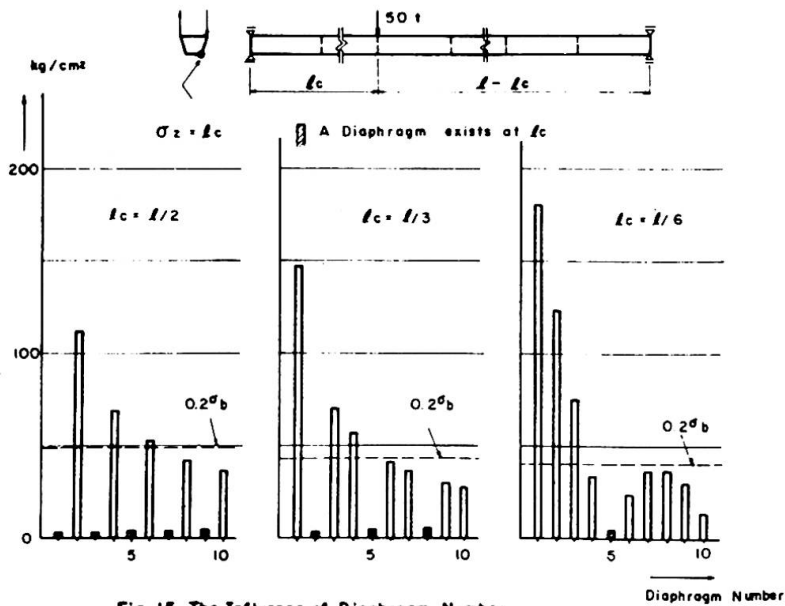 50 t
kg/cm²
ℓc
ℓ - ℓc
σz = ℓc
A Diaphragm exists at ℓc
200
100
0
ℓc = ℓ/2
ℓc = ℓ/3
ℓc = ℓ/6
0.2σb
0.2σb
0.2σb
5
10
5
10
5
10
Diaphragm Number